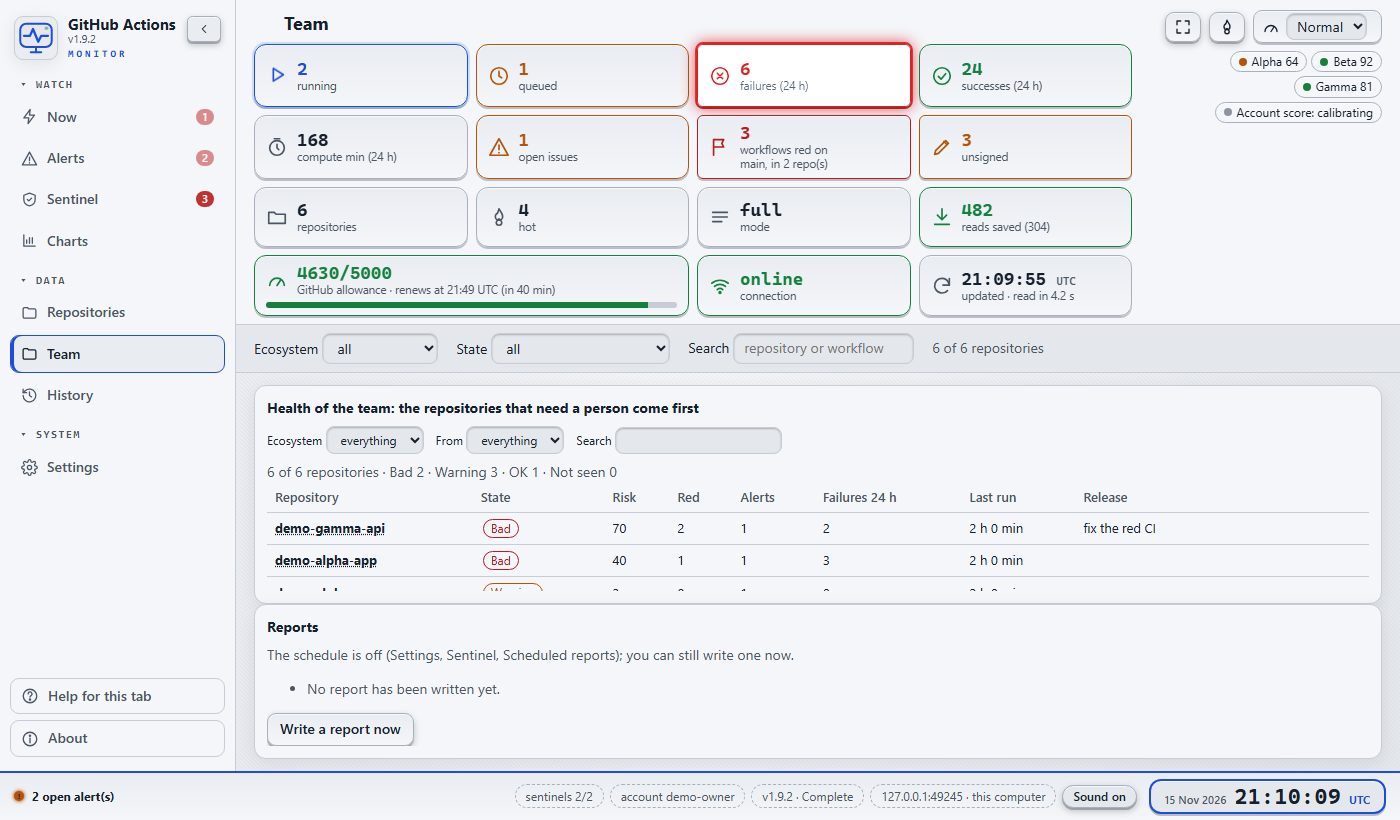 GitHub Actions
v1.9.2
MONITOR
WATCH
Now 1
Alerts 2
Sentinel 3
Charts
DATA
Repositories
Team
History
SYSTEM
Settings
Help for this tab
About
Team
Normal
Alpha 64
Beta 92
Gamma 81
Account score: calibrating
2
running
1
queued
6
failures (24 h)
24
successes (24 h)
168
compute min (24 h)
1
open issues
3
workflows red on
main, in 2 repo(s)
3
unsigned
6
repositories
4
hot
full
mode
482
reads saved (304)
4630/5000
GitHub allowance · renews at 21:49 UTC (in 40 min)
online
connection
21:09:55 UTC
updated · read in 4.2 s
Ecosystem all State all Search repository or workflow 6 of 6 repositories
Health of the team: the repositories that need a person come first
Ecosystem everything From everything Search
6 of 6 repositories · Bad 2 · Warning 3 · OK 1 · Not seen 0
Repository State Risk Red Alerts Failures 24 h Last run Release
demo-gamma-api Bad 70 2 1 2 2 h 0 min fix the red CI
demo-alpha-app Bad 40 1 1 3 2 h 0 min
Reports
The schedule is off (Settings, Sentinel, Scheduled reports); you can still write one now.
No report has been written yet.
Write a report now
2 open alert(s)
sentinels 2/2
account demo-owner
v1.9.2 · Complete
127.0.0.1:49245 · this computer
Sound on
15 Nov 2026 21:10:09 UTC